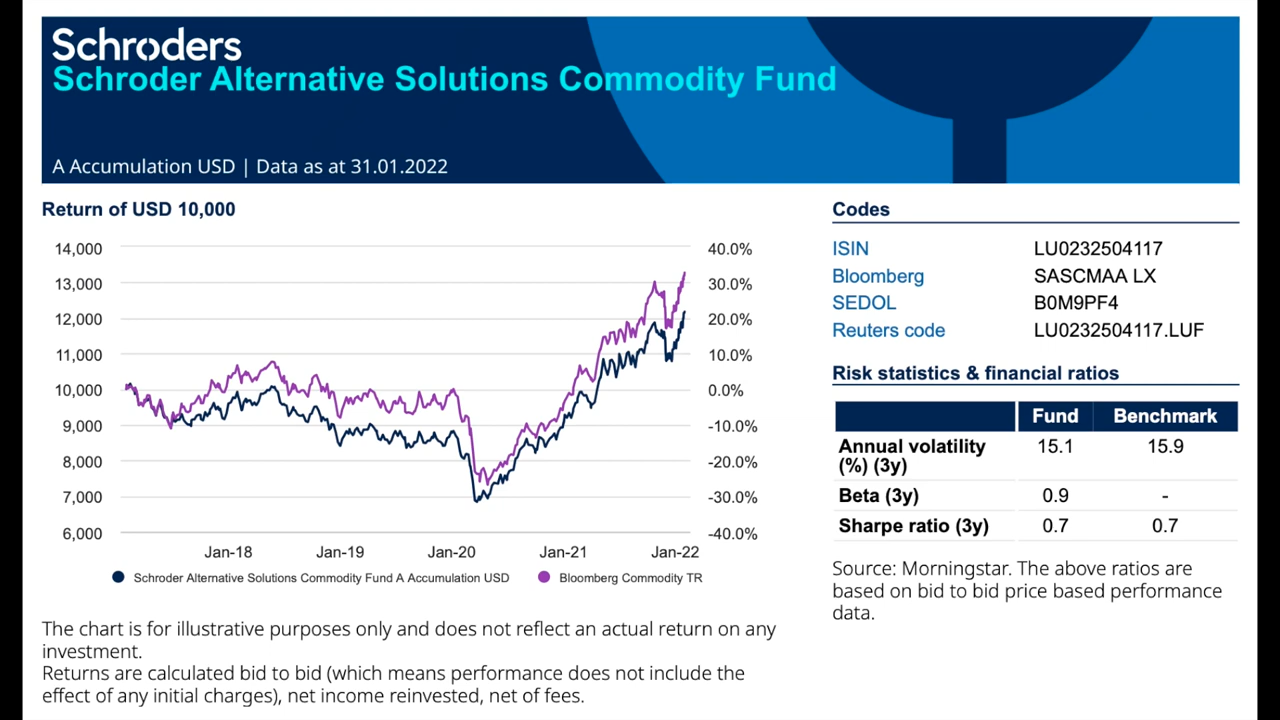 Schroders
Schroder Alternative Solutions Commodity Fund
A Accumulation USD | Data as at 31.01.2022
Return of USD 10,000
14,000
13,000
12,000
11,000
10,000
9,000
8,000
7,000
6,000
40.0%
30.0%
20.0%
10.0%
0.0%
-10.0%
-20.0%
-30.0%
-40.0%
Jan-18 Jan-19 Jan-20 Jan-21 Jan-22
Schroder Alternative Solutions Commodity Fund A Accumulation USD Bloomberg Commodity TR
The chart is for illustrative purposes only and does not reflect an actual return on any
investment.
Returns are calculated bid to bid (which means performance does not include the
effect of any initial charges), net income reinvested, net of fees.
Codes
ISIN LU0232504117
Bloomberg SASCMAA LX
SEDOL B0M9PF4
Reuters code LU0232504117.LUF
Risk statistics & financial ratios
Fund Benchmark
Annual volatility 15.1 15.9
(%) (3y)
Beta (3y) 0.9 -
Sharpe ratio (3y) 0.7 0.7
Source: Morningstar. The above ratios are
based on bid to bid price based performance
data.